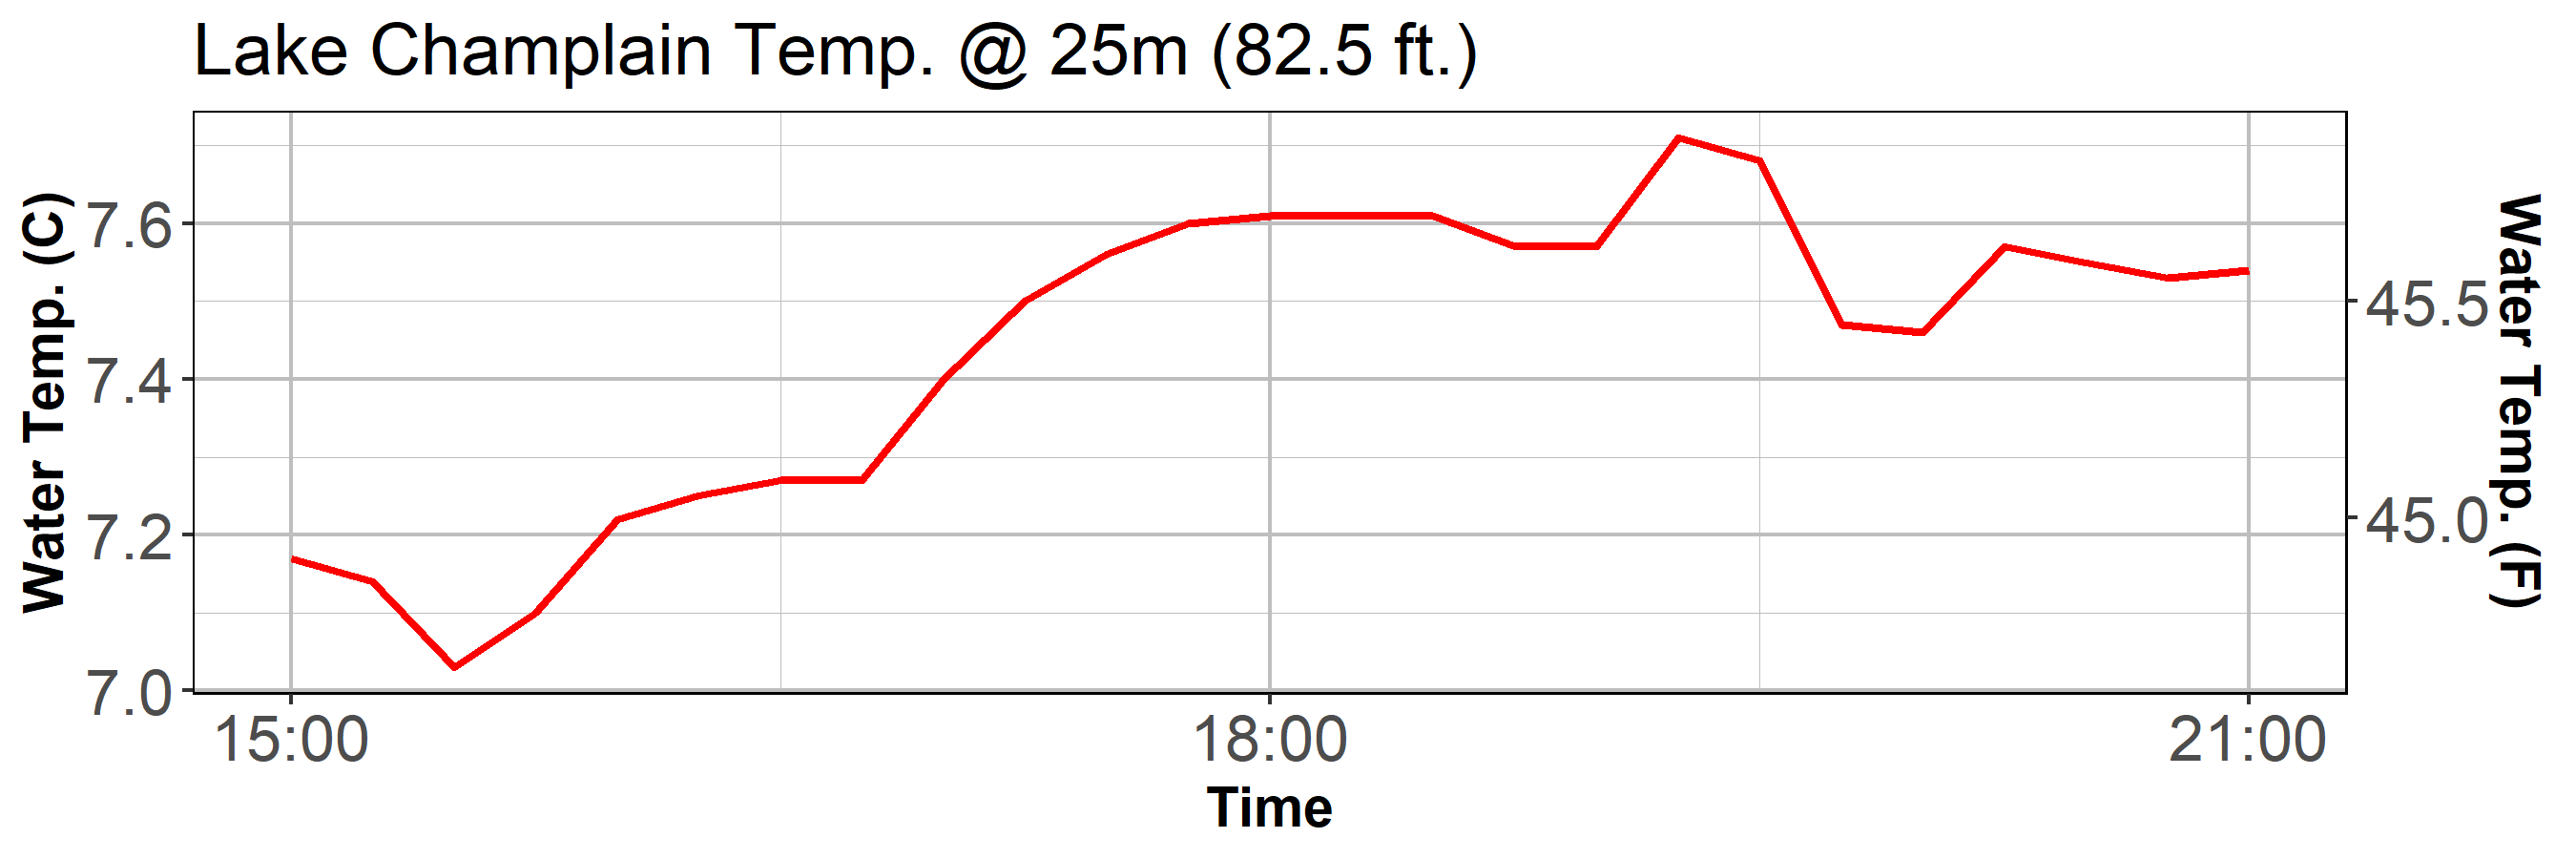 Lake Champlain Temp. @ 25m (82.5 ft.)
Water Temp. (C)
7.6
7.4
7.2
7.0
45.5
45.0
Water Temp. (F)
15:00 18:00 21:00
Time